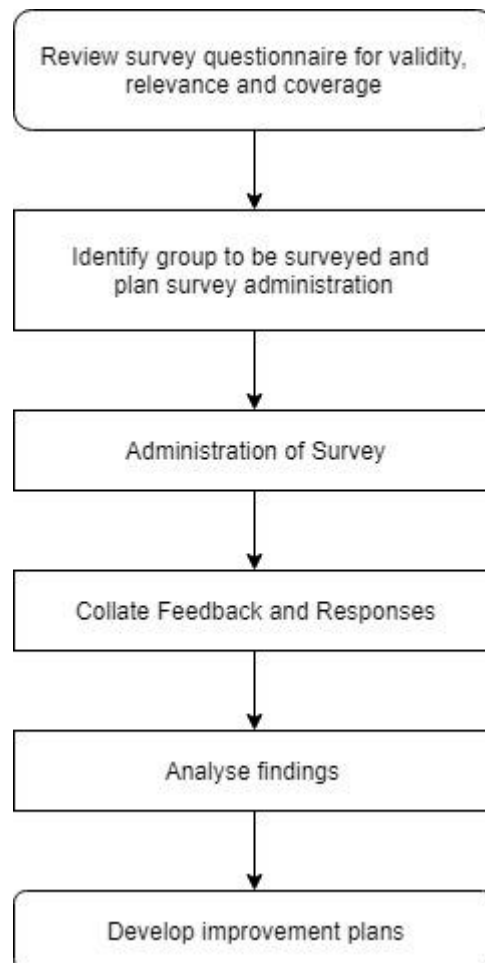 Review survey questionnaire for validity,
relevance and coverage
Identify group to be surveyed and
plan survey administration
Administration of Survey
Collate Feedback and Responses
Analyse findings
Develop improvement plans